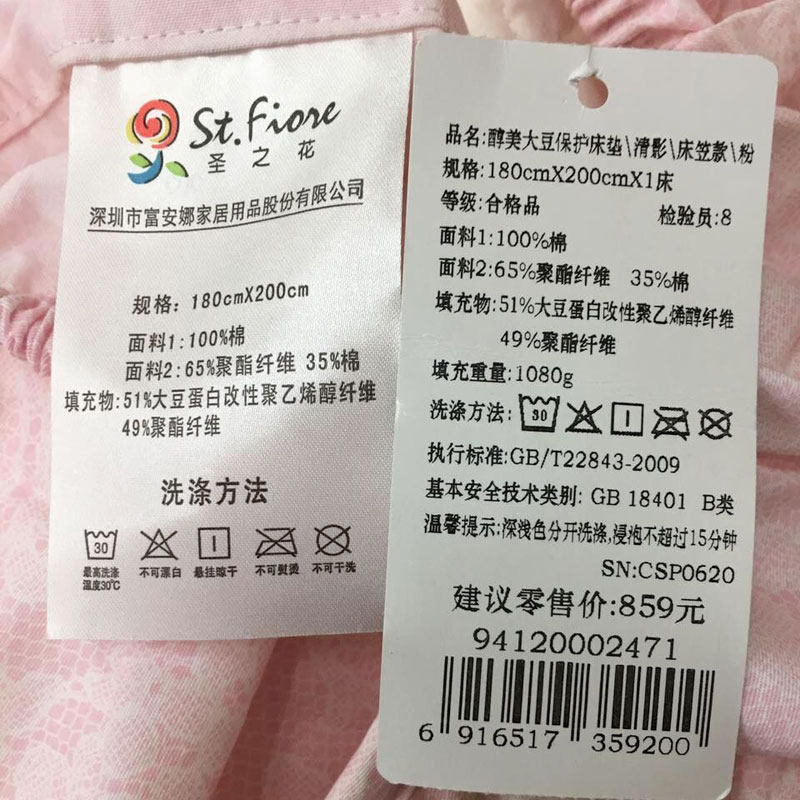 St.Fiore
圣之花
深圳市富安娜家居用品股份有限公司
规格：180cmX200cm
面料1:100%棉
面料2:65%聚酯纤维 35%棉
填充物:51%大豆蛋白改性聚乙烯醇纤维
49%聚酯纤维
洗涤方法
30
最高洗涤
温度30℃
不可漂白
悬挂晾干
不可熨烫
不可干洗
品名:醇美大豆保护床垫\清影\床笠款\粉
规格:180cmX200cmX1床
等级:合格品 检验员:8
面料1:100%棉
面料2:65%聚酯纤维 35%棉
填充物:51%大豆蛋白改性聚乙烯醇纤维
49%聚酯纤维
填充重量:1080g
洗涤方法: 30
执行标准:GB/T22843-2009
基本安全技术类别: GB 18401 B类
温馨提示:深浅色分开洗涤,浸泡不超过15分钟
SN:CSP0620
建议零售价:859元
94120002471
6 916517 359200